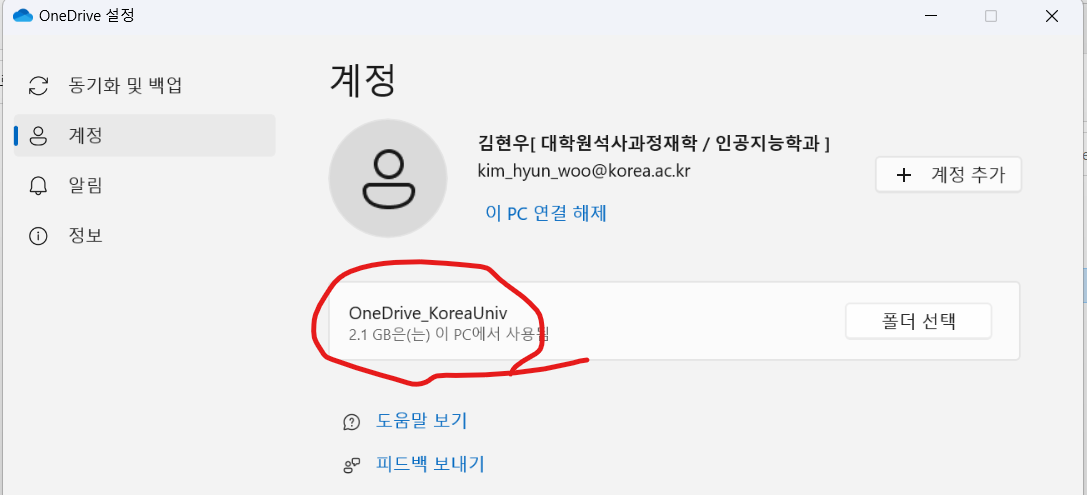 OneDrive 설정
동기화 및 백업
계정
알림
정보
계정
김현우[ 대학원석사과정재학 / 인공지능학과 ]
kim_hyun_woo@korea.ac.kr
이 PC 연결 해제
계정 추가
OneDrive_KoreaUniv
2.1 GB은(는) 이 PC에서 사용됨
폴더 선택
도움말 보기
피드백 보내기